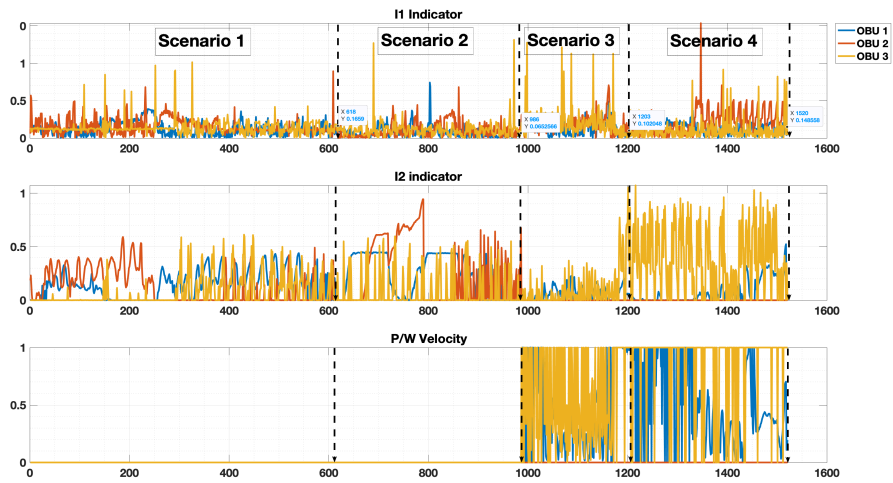 I1 Indicator
0
1
0.5
0
Scenario 1
Scenario 2
Scenario 3
Scenario 4
OBU 1
OBU 2
OBU 3
X 618
Y 0.1659
X 986
Y 0.0652566
X 1203
Y 0.102048
X 1520
Y 0.148558
0 200 400 600 800 1000 1200 1400 1600
I2 indicator
1
0.5
0
0 200 400 600 800 1000 1200 1400 1600
P/W Velocity
1
0.5
0
0 200 400 600 800 1000 1200 1400 1600